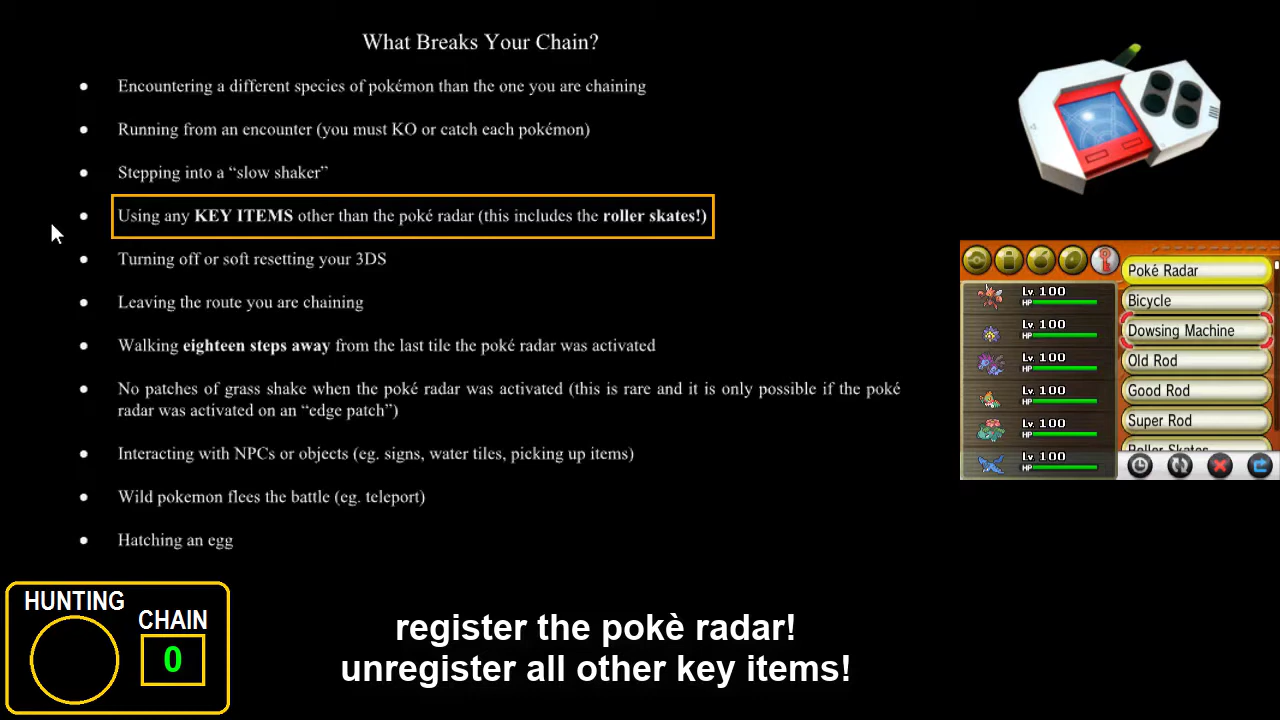 What Breaks Your Chain?
● Encountering a different species of pokémon than the one you are chaining
● Running from an encounter (you must KO or catch each pokémon)
● Stepping into a “slow shaker”
● Using any KEY ITEMS other than the poké radar (this includes the roller skates!)
● Turning off or soft resetting your 3DS
● Leaving the route you are chaining
● Walking eighteen steps away from the last tile the poké radar was activated
● No patches of grass shake when the poké radar was activated (this is rare and it is only possible if the poké
radar was activated on an “edge patch”)
● Interacting with NPCs or objects (eg. signs, water tiles, picking up items)
● Wild pokemon flees the battle (eg. teleport)
● Hatching an egg
Lv. 100
HP
Lv. 100
HP
Lv. 100
HP
Lv. 100
HP
Lv. 100
HP
Lv. 100
HP
Poké Radar
Bicycle
Dowsing Machine
Old Rod
Good Rod
Super Rod
Roller Skates
HUNTING
CHAIN
0
register the pokè radar!
unregister all other key items!